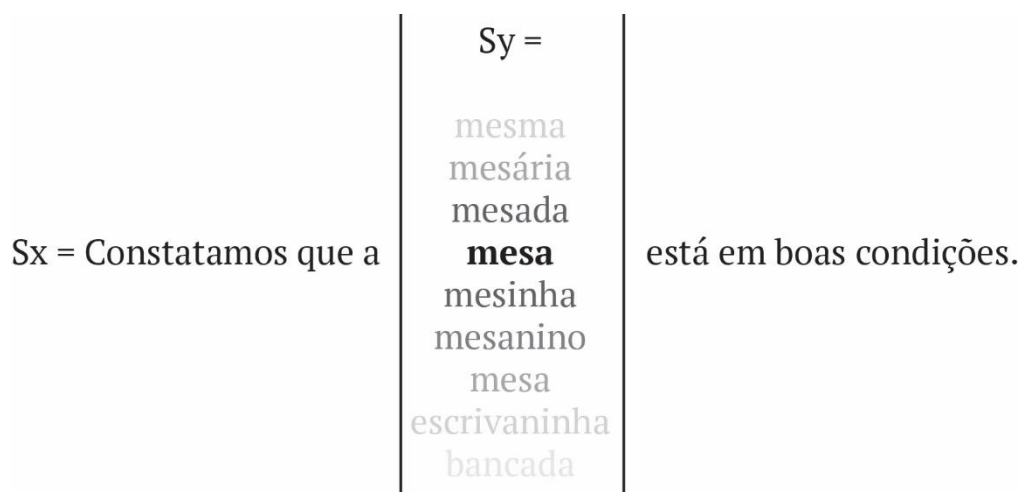 Sy =
mesma
mesária
mesada
Sx = Constatamos que a mesa está em boas condições.
mesinha
mesanino
mesa
escrivaninha
bancada